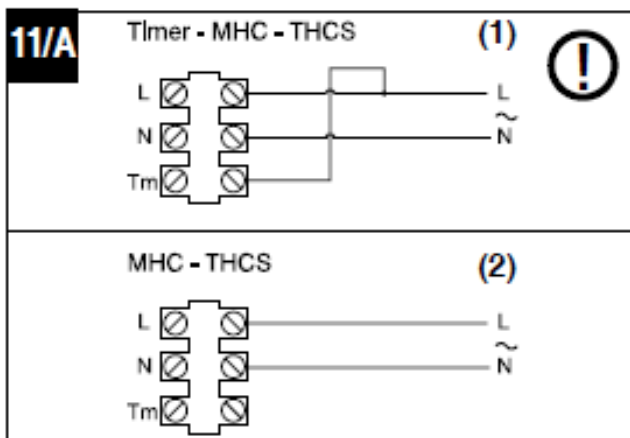 11/A
TImer - MHC - THCS (1)
L L
N ~ N
Tm
!
MHC - THCS (2)
L L
N ~ N
Tm